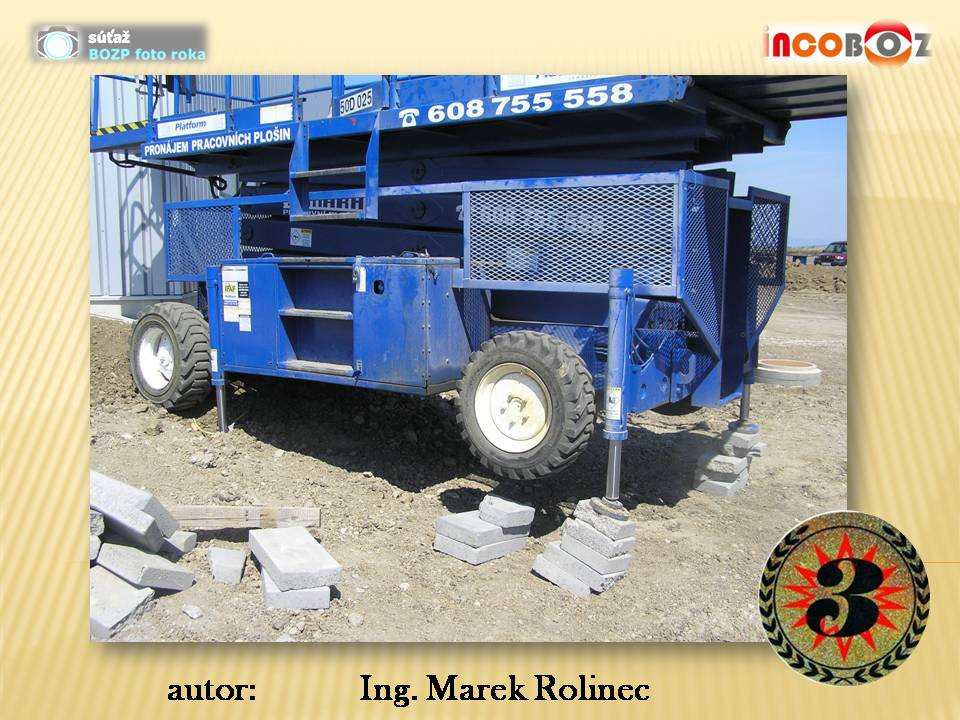 súťaž
BOZP foto roka
incoboz
50D 025
☎ 608 755 558
Platform
PRONÁJEM PRACOVNÍCH PLOŠIN
3
autor: Ing. Marek Rolinec